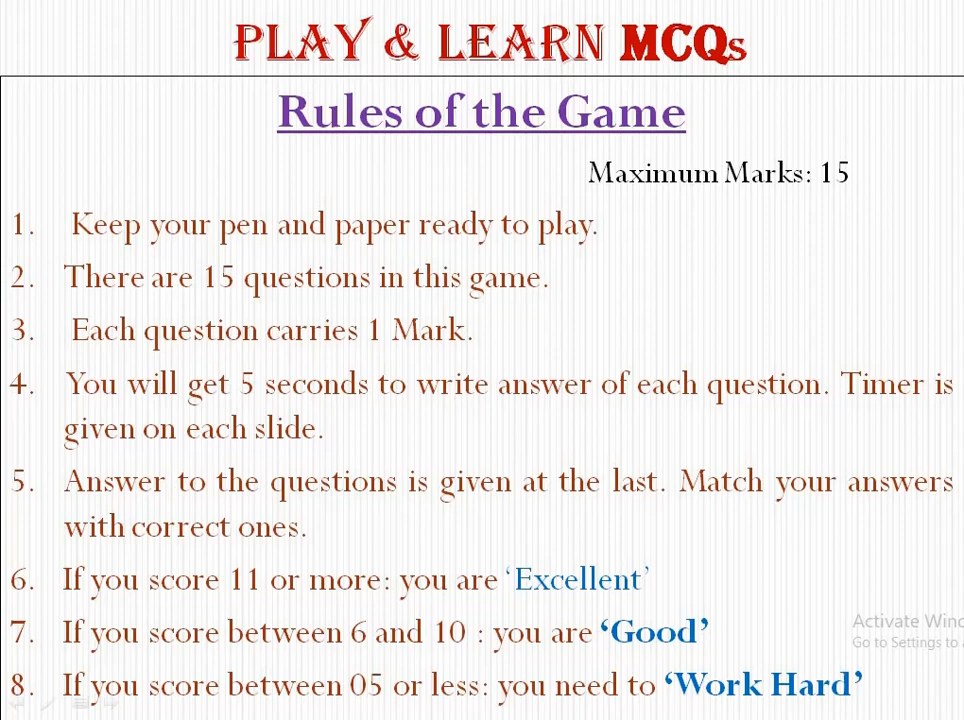 PLAY & LEARN MCQs
Rules of the Game
Maximum Marks: 15
1. Keep your pen and paper ready to play.
2. There are 15 questions in this game.
3. Each question carries 1 Mark.
4. You will get 5 seconds to write answer of each question. Timer is
given on each slide.
5. Answer to the questions is given at the last. Match your answers
with correct ones.
6. If you score 11 or more: you are ‘Excellent’
7. If you score between 6 and 10 : you are ‘Good’
Activate Wind
Go to Settings to
8. If you score between 05 or less: you need to ‘Work Hard’